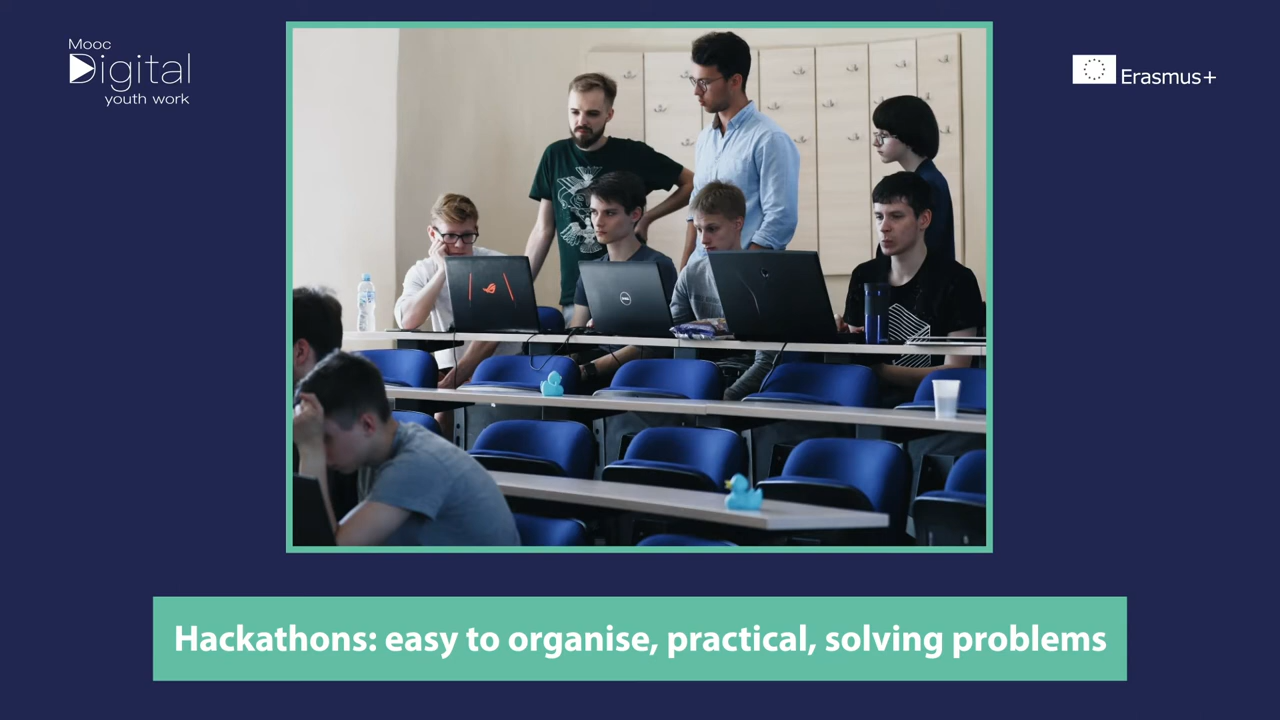 Mooc
Digital
youth work
Erasmus+
Hackathons: easy to organise, practical, solving problems